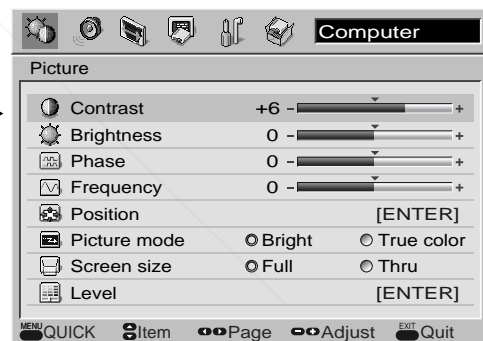 Computer
Picture
Contrast +6 - +
Brightness 0 - +
Phase 0 - +
Frequency 0 - +
Position [ENTER]
Picture mode Bright True color
Screen size Full Thru
Level [ENTER]
MENU QUICK Item Page Adjust EXIT Quit